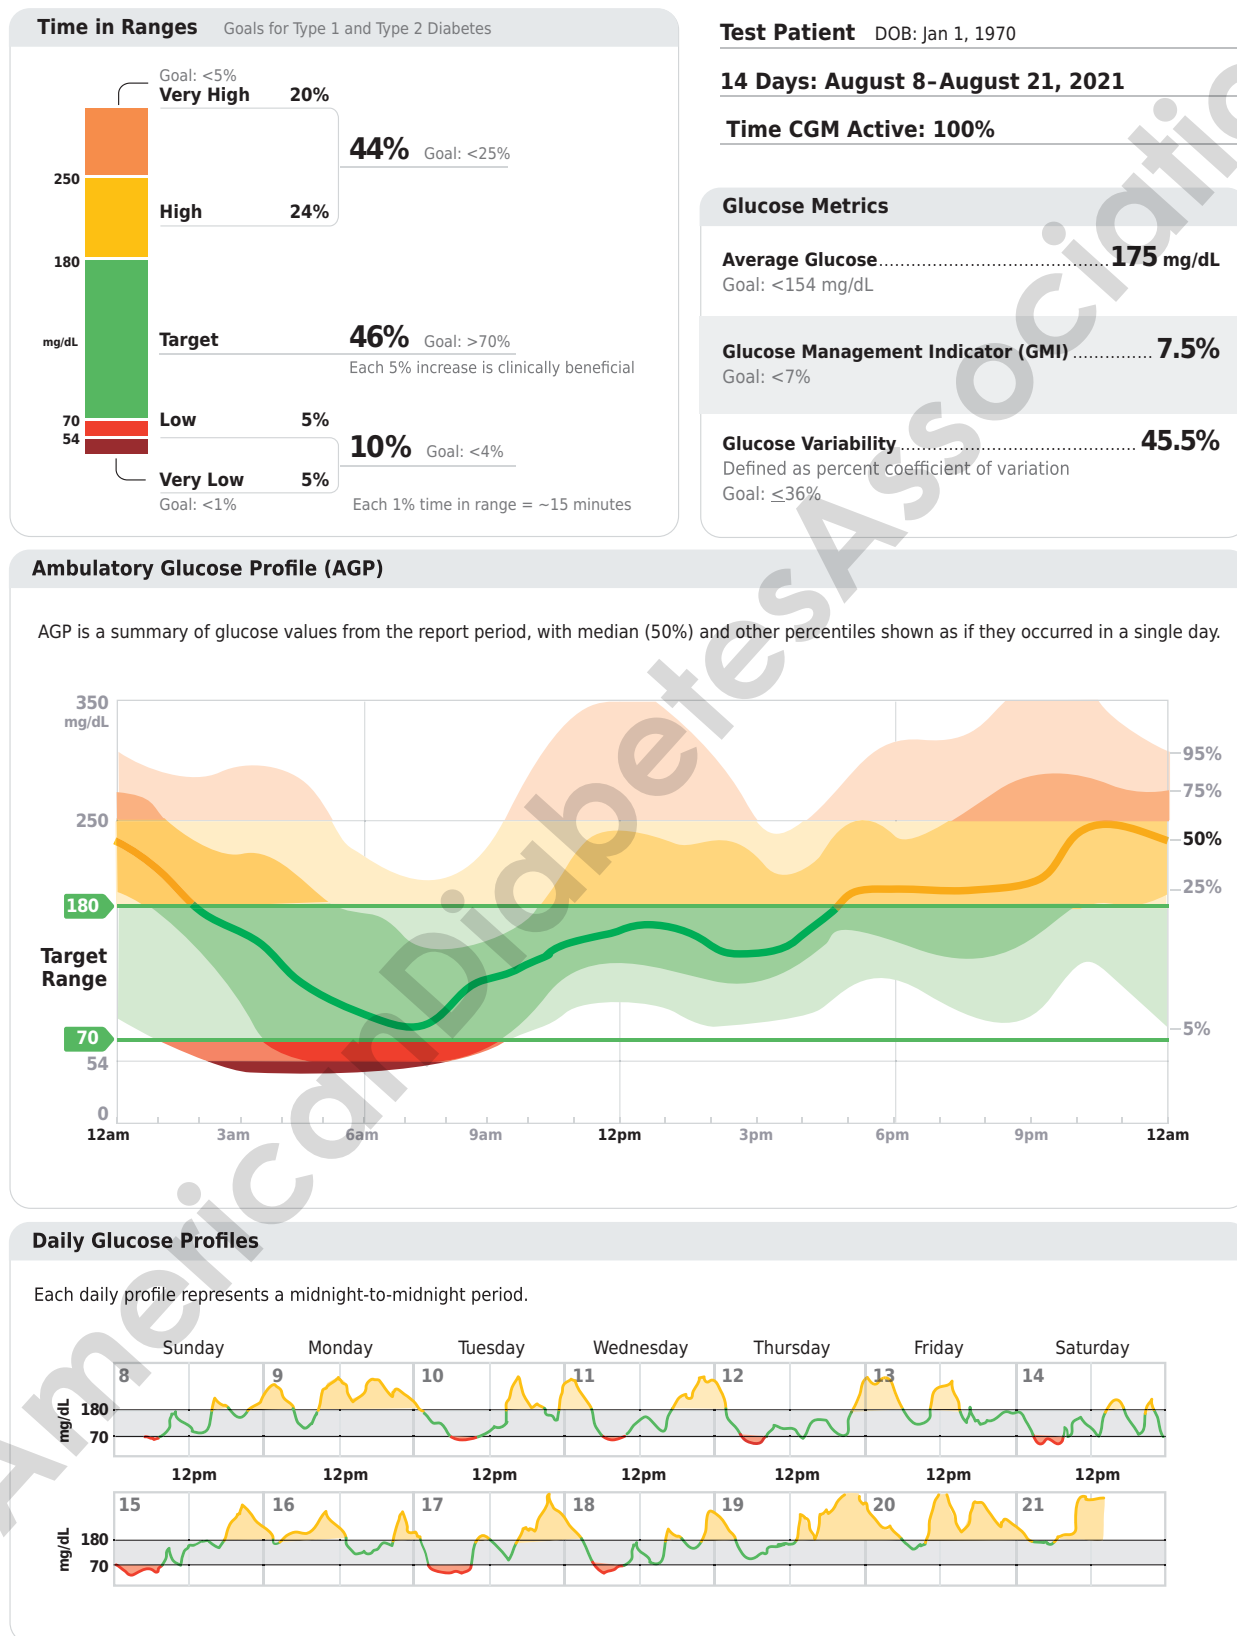 Time in Ranges Goals for Type 1 and Type 2 Diabetes
Goal: <5%
Very High 20%
44% Goal: <25%
250
High 24%
180
Target 46% Goal: >70%
mg/dL
Each 5% increase is clinically beneficial
70
Low 5%
54
10% Goal: <4%
Very Low 5%
Goal: <1%
Each 1% time in range = ~15 minutes
Test Patient DOB: Jan 1, 1970
14 Days: August 8–August 21, 2021
Time CGM Active: 100%
Glucose Metrics
Average Glucose........................................175 mg/dL
Goal: <154 mg/dL
Glucose Management Indicator (GMI) ............... 7.5%
Goal: <7%
Glucose Variability......................................... 45.5%
Defined as percent coefficient of variation
Goal: ≤36%
Ambulatory Glucose Profile (AGP)
AGP is a summary of glucose values from the report period, with median (50%) and other percentiles shown as if they occurred in a single day.
350
mg/dL
250
180
Target
Range
70
54
0
95%
75%
50%
25%
5%
12am 3am 6am 9am 12pm 3pm 6pm 9pm 12am
Daily Glucose Profiles
Each daily profile represents a midnight-to-midnight period.
Sunday Monday Tuesday Wednesday Thursday Friday Saturday
8 9 10 11 12 13 14
mg/dL
180
70
12pm 12pm 12pm 12pm 12pm 12pm 12pm
15 16 17 18 19 20 21
mg/dL
180
70
AmericanDiabetesAssociatio